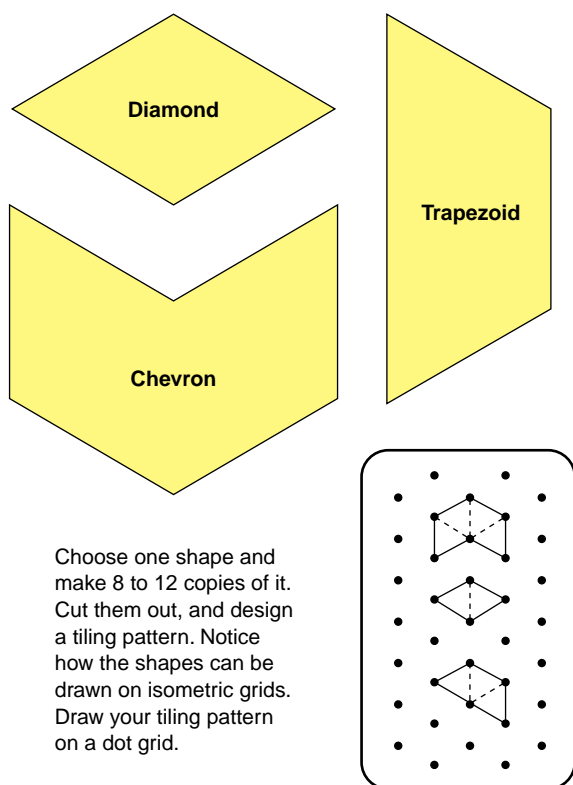 Diamond
Trapezoid
Chevron
Choose one shape and
make 8 to 12 copies of it.
Cut them out, and design
a tiling pattern. Notice
how the shapes can be
drawn on isometric grids.
Draw your tiling pattern
on a dot grid.